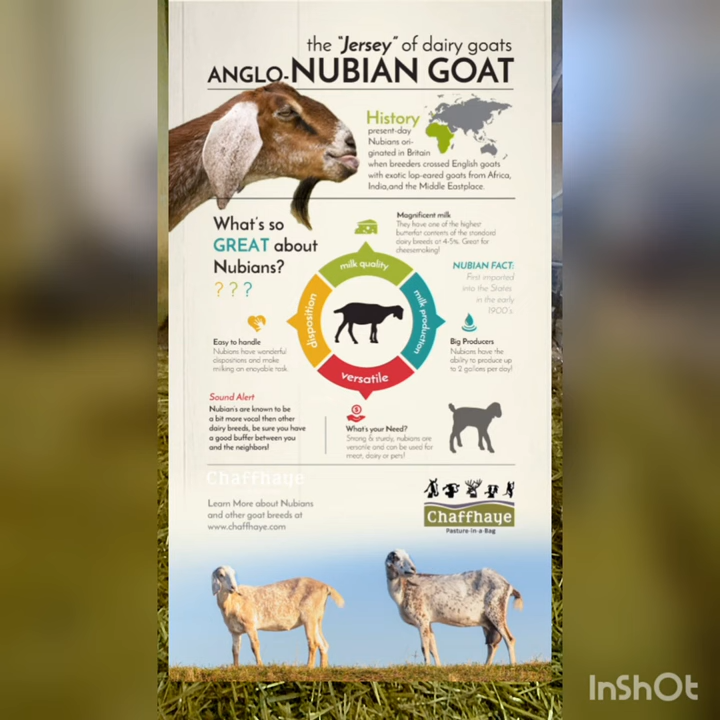 the "Jersey" of dairy goats
ANGLO-NUBIAN GOAT
History
present-day
Nubians ori-
ginated in Britain
when breeders crossed English goats
with exotic lop-eared goats from Africa,
India,and the Middle Eastplace.
What's so
GREAT about
Nubians?
? ? ?
Magnificent milk
They have one of the highest
butterfat contents of the standard
dairy breeds at 4-5%. Great for
cheesemaking!
milk quality
milk production
versatile
disposition
NUBIAN FACT:
First imported
into the States
in the early
1900's
Easy to handle
Nubians have wonderful
dispositions and make
milking an enjoyable task
Big Producers
Nubians have the
ability to produce up
to 2 gallons per day!
Sound Alert
Nubian's are known to be
a bit more vocal then other
dairy breeds, be sure you have
a good buffer between you
and the neighbors!
What's your Need?
Strong & sturdy, nubians are
versatile and can be used for
meat, dairy or pets!
Chaffhaye
Learn More about Nubians
and other goat breeds at
www.chaffhaye.com
Chaffhaye
Pasture-in-a-Bag
InShOt